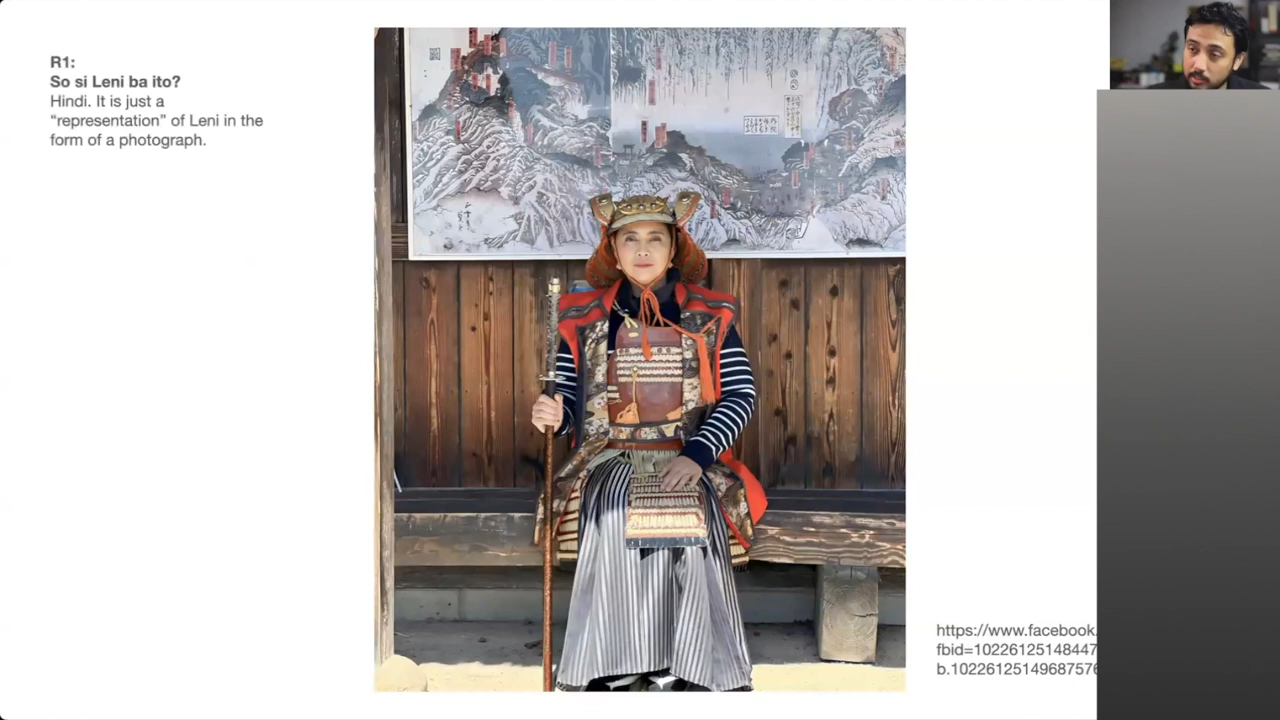 R1:
So si Leni ba ito?
Hindi. It is just a
“representation” of Leni in the
form of a photograph.
https://www.facebook.
fbid=10226125148447
b.10226125149687576